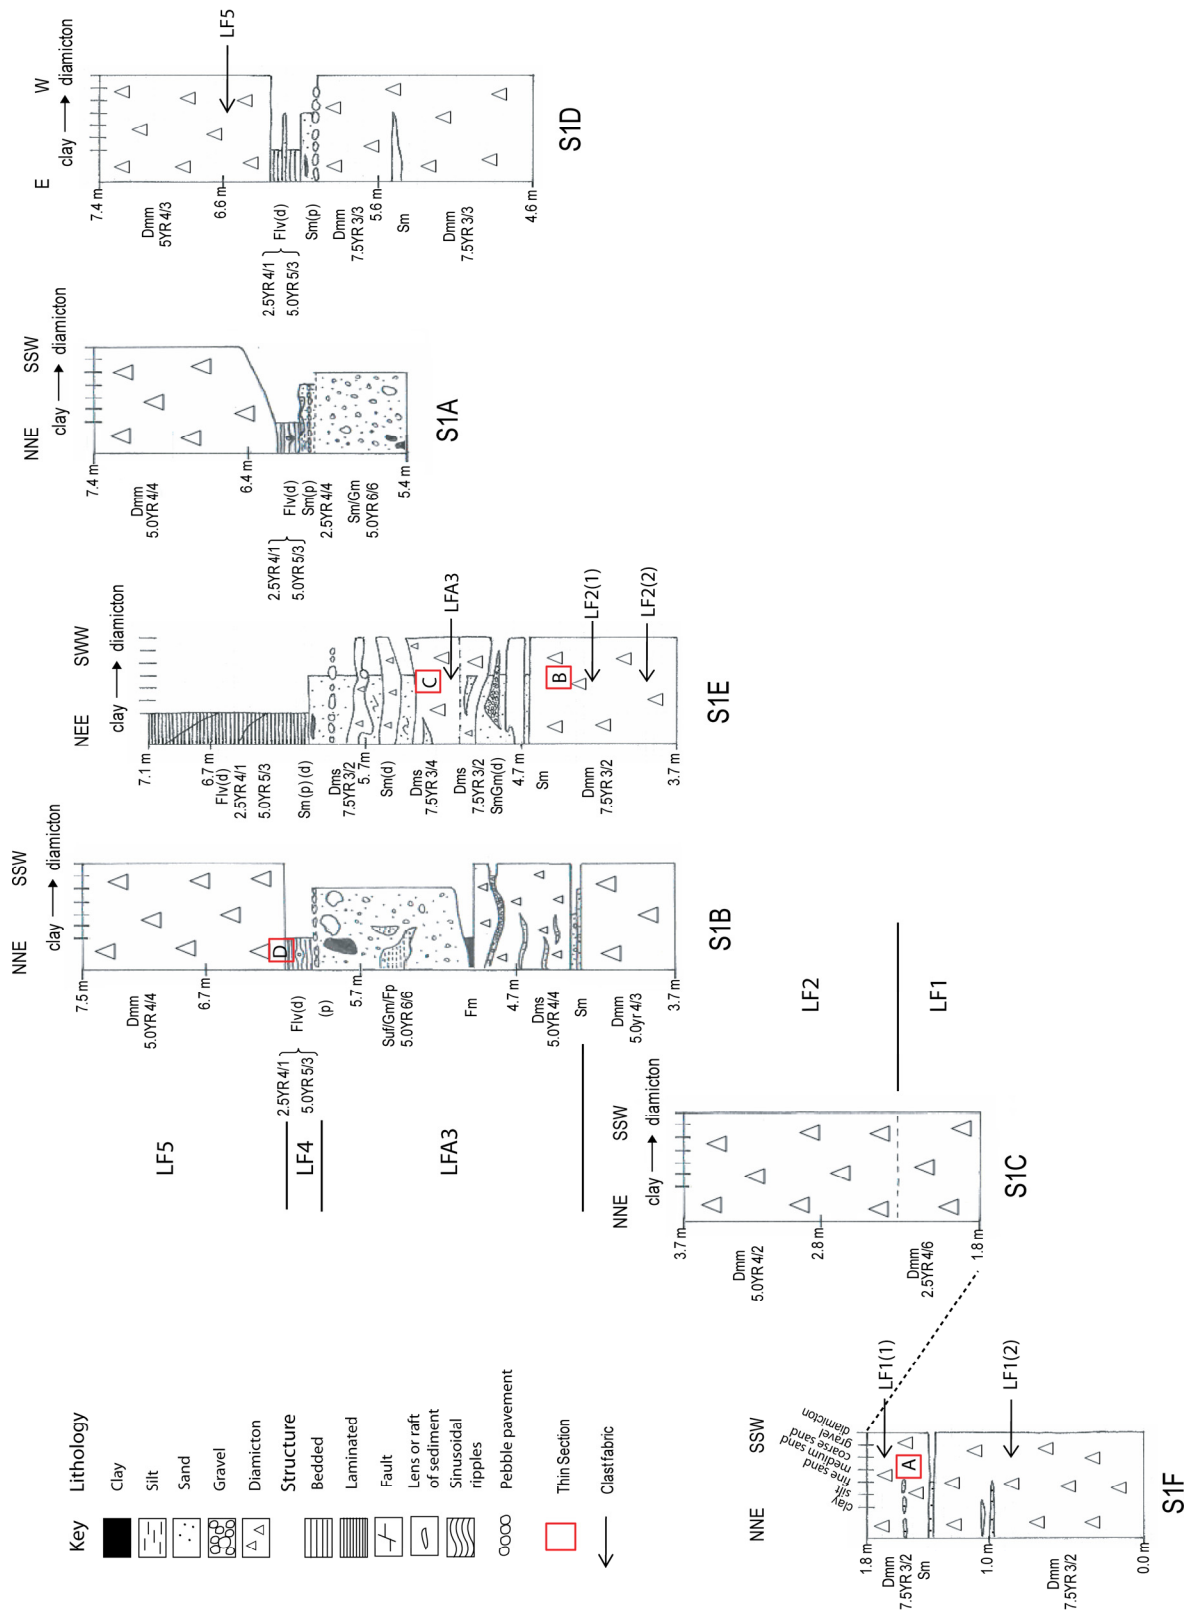 E
W
clay
diamicton
7.4 m
Dmm
5YR 4/3
6.6 m
2.5YR 4/1
5.0YR 5/3
Flv(d)
Sm(p)
Dmm
7.5YR 3/3
5.6 m
Sm
Dmm
7.5YR 3/3
4.6 m
LF5
S1D
NNE
SSW
clay
diamicton
7.4 m
Dmm
5.0YR 4/4
6.4 m
2.5YR 4/1
5.0YR 5/3
Flv(d)
Sm(p)
2.5YR 4/4
Sm/Gm
5.0YR 6/6
5.4 m
S1A
NEE
SWW
clay
diamicton
7.1 m
6.7 m
Flv(d)
2.5YR 4/1
5.0YR 5/3
Sm(p) (d)
Dms
7.5YR 3/2
5.7m
Sm(d)
Dms
7.5YR 3/4
Dms
7.5YR 3/2
SmGm(d)
4.7 m
Sm
Dmm
7.5YR 3/2
3.7 m
C
B
LFA3
LF2(1)
LF2(2)
S1E
NNE
SSW
clay
diamicton
7.5 m
Dmm
5.0YR 4/4
6.7 m
2.5YR 4/1
5.0YR 5/3
Flv(d)
(p)
5.7 m
Suf/Gm/Fp
5.0YR 6/6
Fm
4.7 m
Dms
5.0YR 4/4
Sm
Dmm
5.0yr 4/3
3.7 m
D
S1B
LF5
LF4
LFA3
LF2
LF1
NNE
SSW
clay
diamicton
3.7 m
Dmm
5.0YR 4/2
2.8 m
Dmm
2.5YR 4/6
1.8 m
S1C
NNE
SSW
clay
silt
fine sand
medium sand
coarse sand
gravel
diamicton
1.8 m
Dmm
7.5YR 3/2
Sm
1.0 m
Dmm
7.5YR 3/2
0.0 m
A
LF1(1)
LF1(2)
S1F
Key
Lithology
Clay
Silt
Sand
Gravel
Diamicton
Structure
Bedded
Laminated
Fault
Lens or raft
of sediment
Sinusoidal
ripples
Pebble pavement
Thin Section
Clast fabric